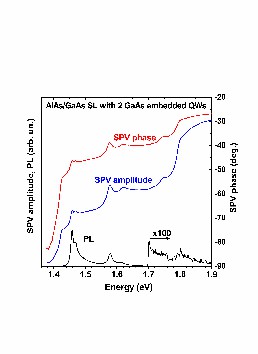 AlAs/GaAs SL with 2 GaAs embedded QWs
-20
-30
-40
-50
-60
-70
-80
-90
SPV amplitude, PL (arb. un.)
SPV phase (deg.)
SPV phase
SPV amplitude
PL
x100
1.4 1.5 1.6 1.7 1.8 1.9
Energy (eV)